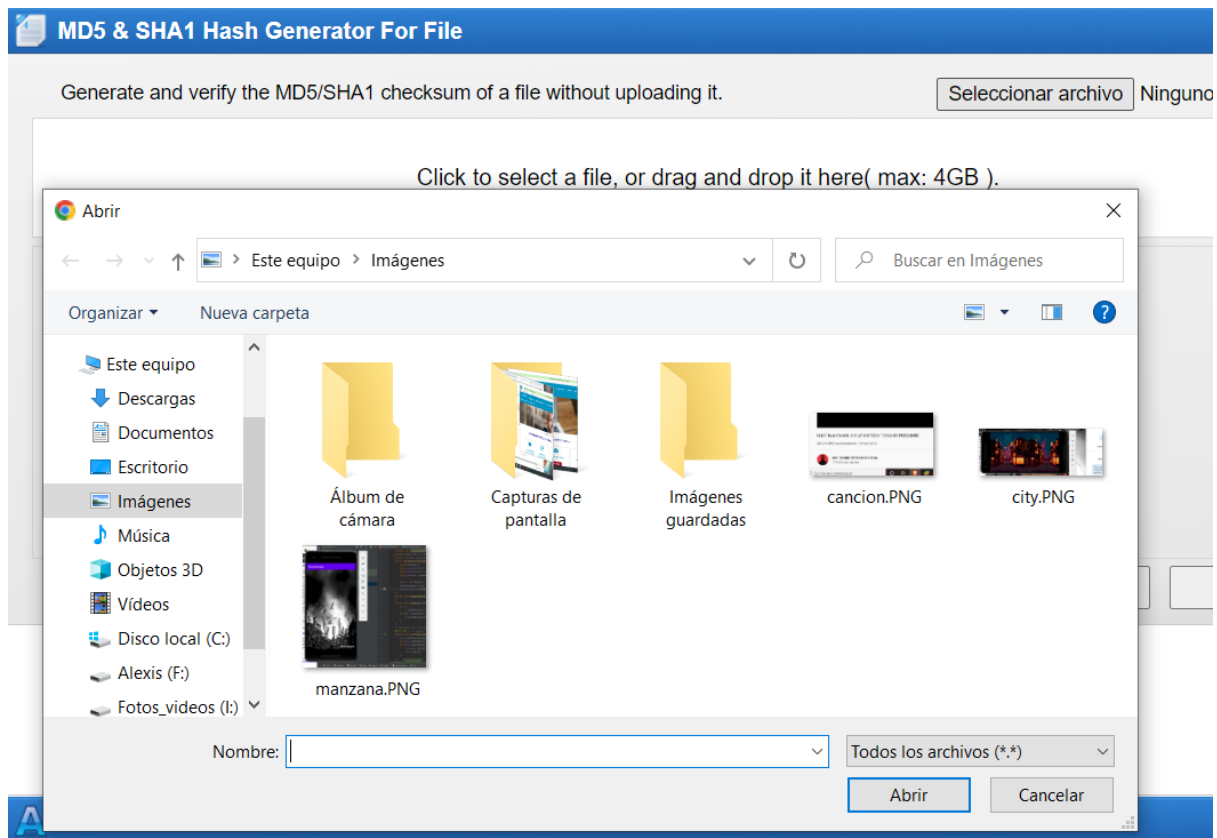 MD5 & SHA1 Hash Generator For File
Generate and verify the MD5/SHA1 checksum of a file without uploading it.
Seleccionar archivo Ninguno
Click to select a file, or drag and drop it here( max: 4GB ).
Abrir
Este equipo > Imágenes
Buscar en Imágenes
Organizar
Nueva carpeta
Este equipo
Descargas
Documentos
Escritorio
Imágenes
Música
Objetos 3D
Vídeos
Disco local (C:)
Alexis (F:)
Fotos_videos (I:)
Álbum de
cámara
Capturas de
pantalla
Imágenes
guardadas
cancion.PNG
city.PNG
manzana.PNG
Nombre:
Todos los archivos (*.*)
Abrir
Cancelar
A